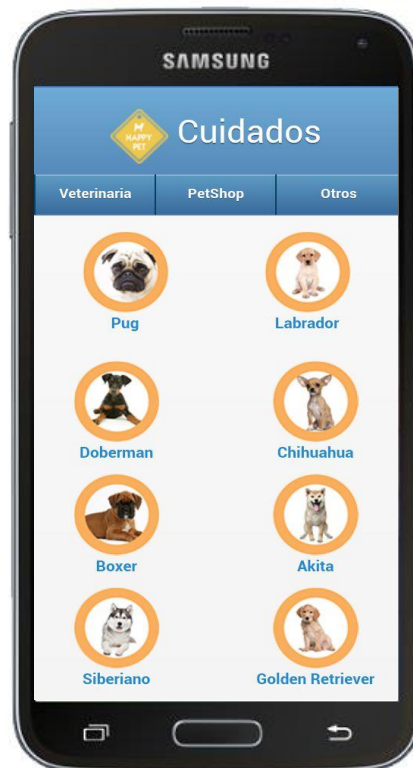 SAMSUNG
HAPPY
PET
Cuidados
Veterinaria PetShop Otros
Pug Labrador
Doberman Chihuahua
Boxer Akita
Siberiano Golden Retriever